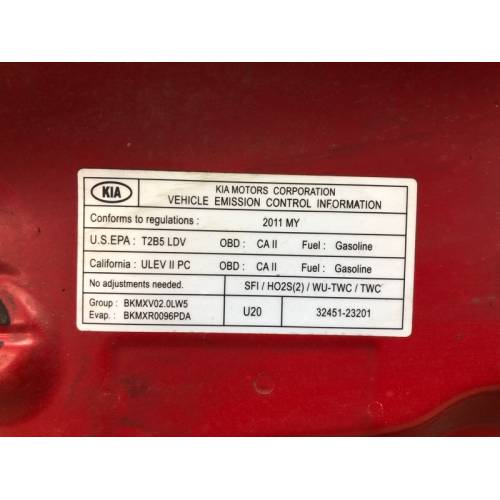 KIA
KIA MOTORS CORPORATION
VEHICLE EMISSION CONTROL INFORMATION
Conforms to regulations : 2011 MY
U.S.EPA : T2B5 LDV OBD : CA II Fuel : Gasoline
California : ULEV II PC OBD : CA II Fuel : Gasoline
No adjustments needed. SFI / HO2S(2) / WU-TWC / TWC
Group : BKMXV02.0LW5
Evap. : BKMXR0096PDA
U20 32451-23201